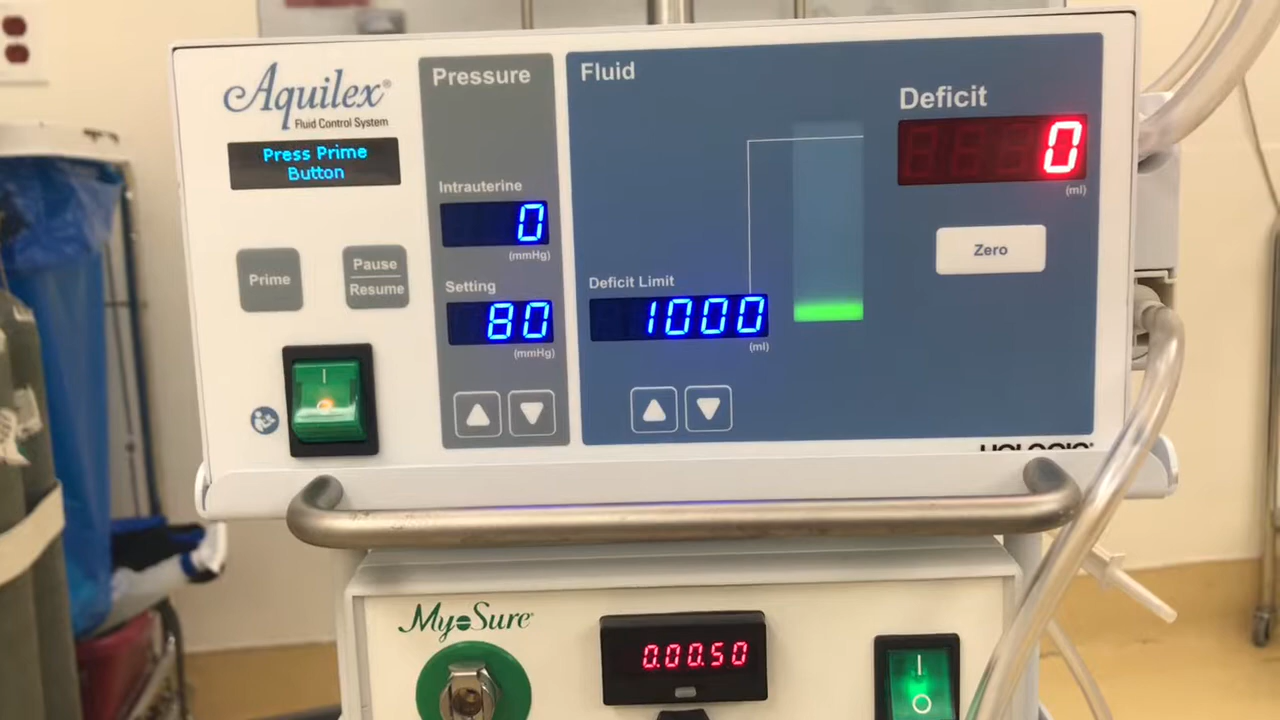 Aquilex®
Fluid Control System
Press Prime
Button
Prime
Pause
Resume
Pressure
Intrauterine
0
(mmHg)
Setting
80
(mmHg)
Fluid
Deficit Limit
1000
(ml)
Deficit
0
(ml)
Zero
HOLOGIC®
MyoSure®
0.00.50